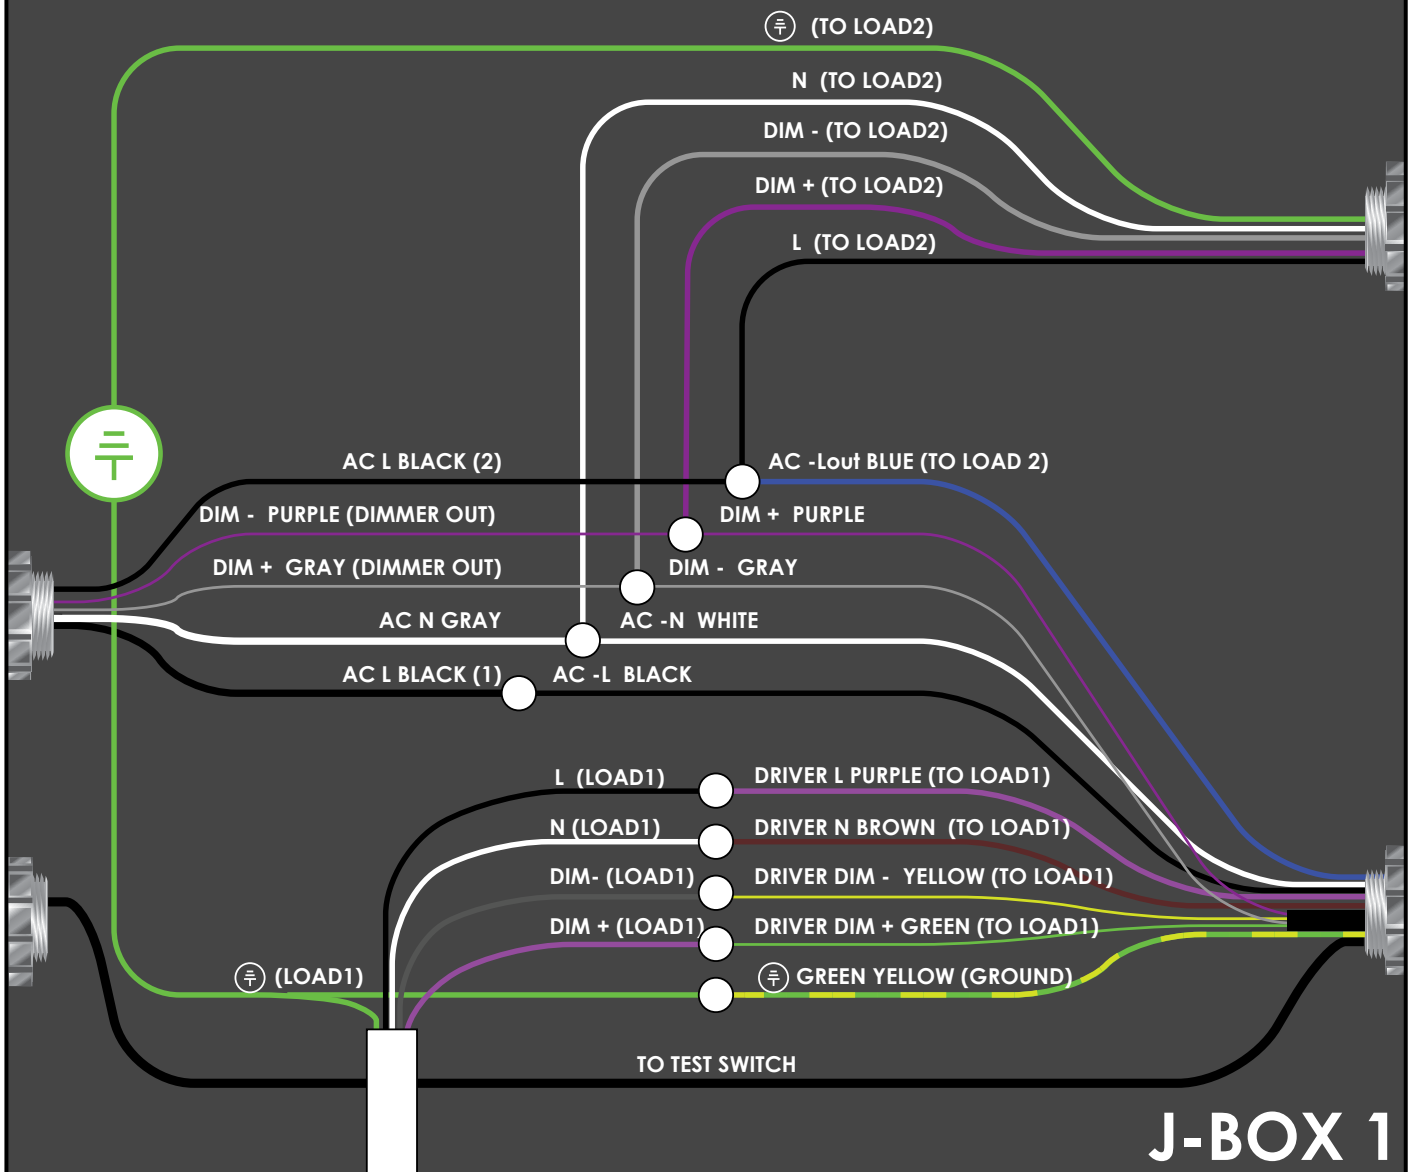 (TO LOAD2)
N (TO LOAD2)
DIM - (TO LOAD2)
DIM + (TO LOAD2)
L (TO LOAD2)
AC L BLACK (2)
AC -Lout BLUE (TO LOAD 2)
DIM - PURPLE (DIMMER OUT)
DIM + PURPLE
DIM + GRAY (DIMMER OUT)
DIM - GRAY
AC N GRAY
AC -N WHITE
AC L BLACK (1)
AC -L BLACK
L (LOAD1)
DRIVER L PURPLE (TO LOAD1)
N (LOAD1)
DRIVER N BROWN (TO LOAD1)
DIM- (LOAD1)
DRIVER DIM - YELLOW (TO LOAD1)
DIM + (LOAD1)
DRIVER DIM + GREEN (TO LOAD1)
(LOAD1)
GREEN YELLOW (GROUND)
TO TEST SWITCH
J-BOX 1